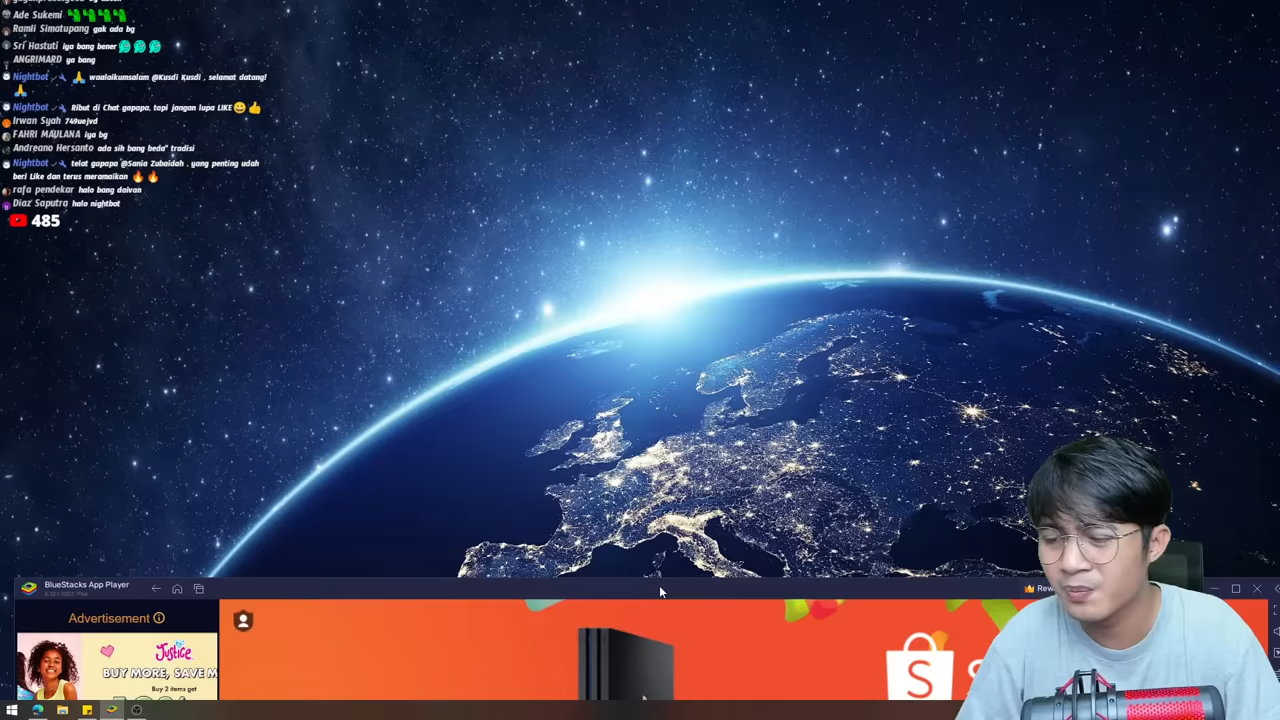 Ade Sukemi
Ramli Simatupang gak ada bg
Sri Hastuti iya bang bener
ANGRIMARD ya bang
Nightbot waalaikumsalam @Kusdi Kusdi , selamat datang!
Nightbot Ribut di Chat gapapa, tapi jangan lupa LIKE
Irwan Syah 749uejvd
FAHRI MAULANA iya bg
Andreano Hersanto ada sih bang beda" tradisi
Nightbot telat gapapa @Sania Zubaidah , yang penting udah
beri Like dan terus meramaikan
rafa pendekar halo bang daivan
Diaz Saputra halo nightbot
485
BlueStacks App Player
Rew
Advertisement
Justice
BUY MORE, SAVE M
Buy 2 items get
S